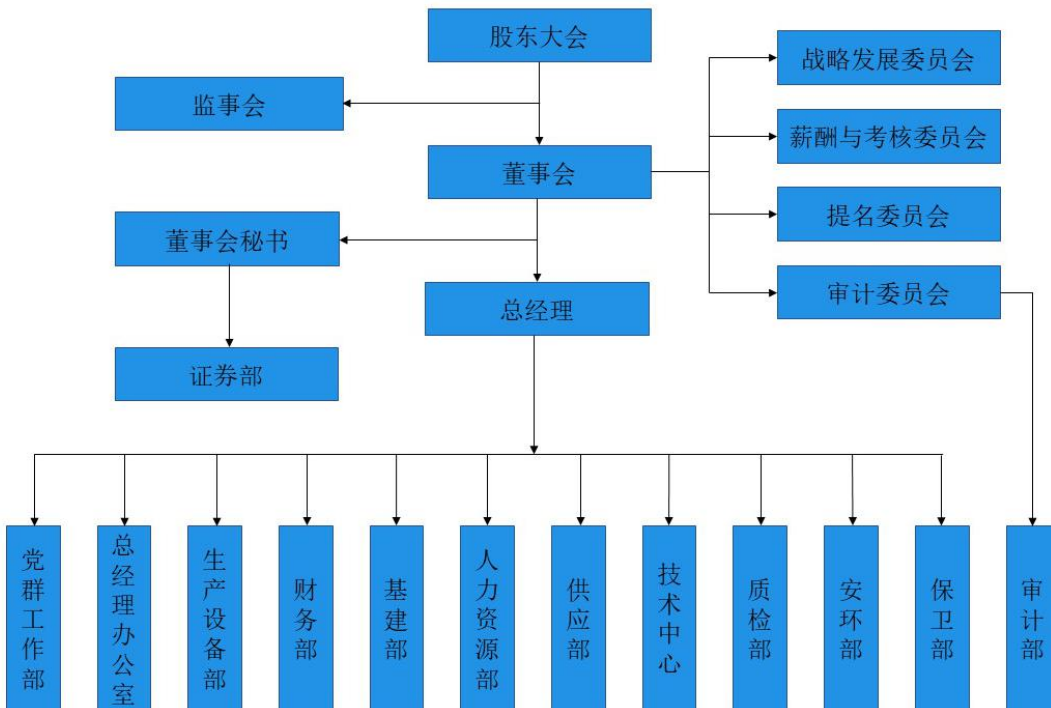 股东大会
战略发展委员会
监事会
薪酬与考核委员会
董事会
提名委员会
董事会秘书
审计委员会
总经理
证券部
党群工作部
总经理办公室
生产设备部
财务部
基建部
人力资源部
供应部
技术中心
质检部
安环部
保卫部
审计部